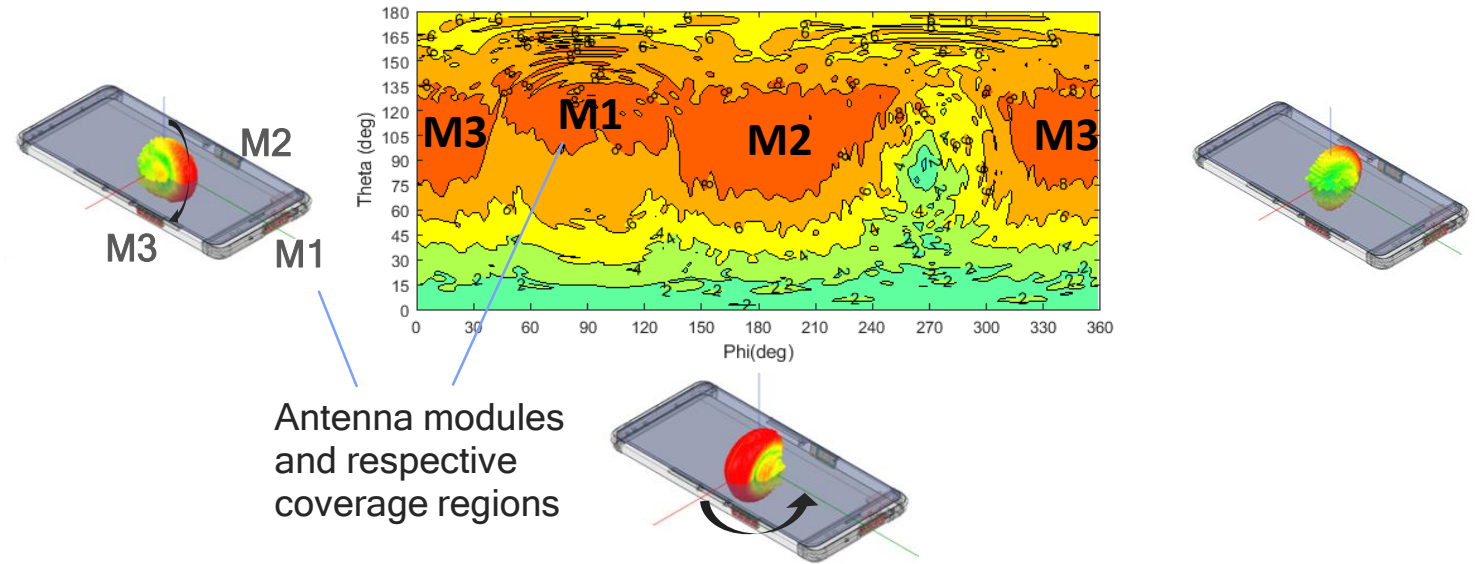 180
165
150
135
120
105
90
75
60
45
30
15
0
Theta (deg)
M3
M1
M2
M3
0 30 60 90 120 150 180 210 240 270 300 330 360
Phi(deg)
M2
M3
M1
Antenna modules
and respective
coverage regions